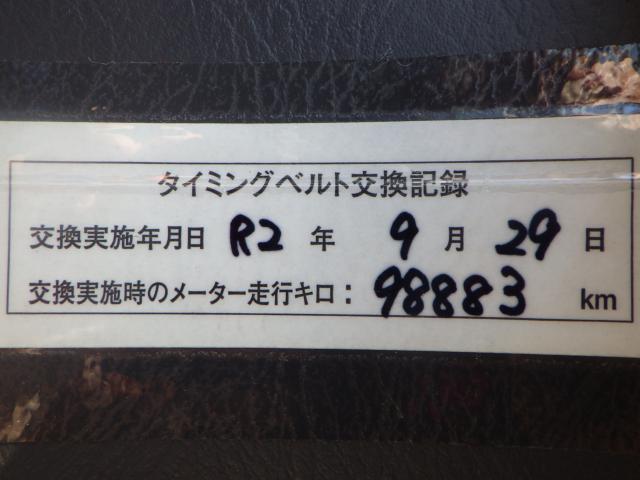 タイミングベルト交換記録
交換実施年月日 R2 年 9 月 29 日
交換実施時のメーター走行キロ： 98883 km